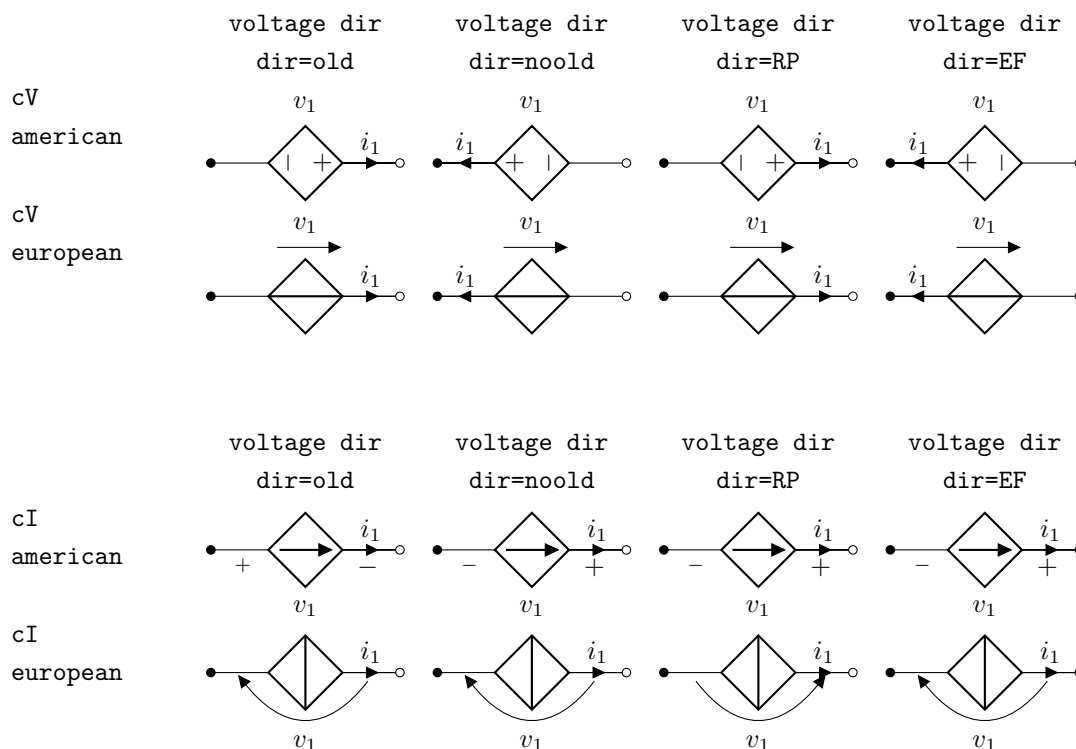 voltage dir voltage dir voltage dir voltage dir
dir=old dir=noold dir=RP dir=EF
cV
american
v₁ v₁ v₁ v₁
i₁ i₁ i₁ i₁
− + + − − + + −
cV
european
v₁ v₁ v₁ v₁
i₁ i₁ i₁ i₁
voltage dir voltage dir voltage dir voltage dir
dir=old dir=noold dir=RP dir=EF
cI
american
i₁ i₁ i₁ i₁
+ − − + − + − +
v₁ v₁ v₁ v₁
cI
european
i₁ i₁ i₁ i₁
v₁ v₁ v₁ v₁